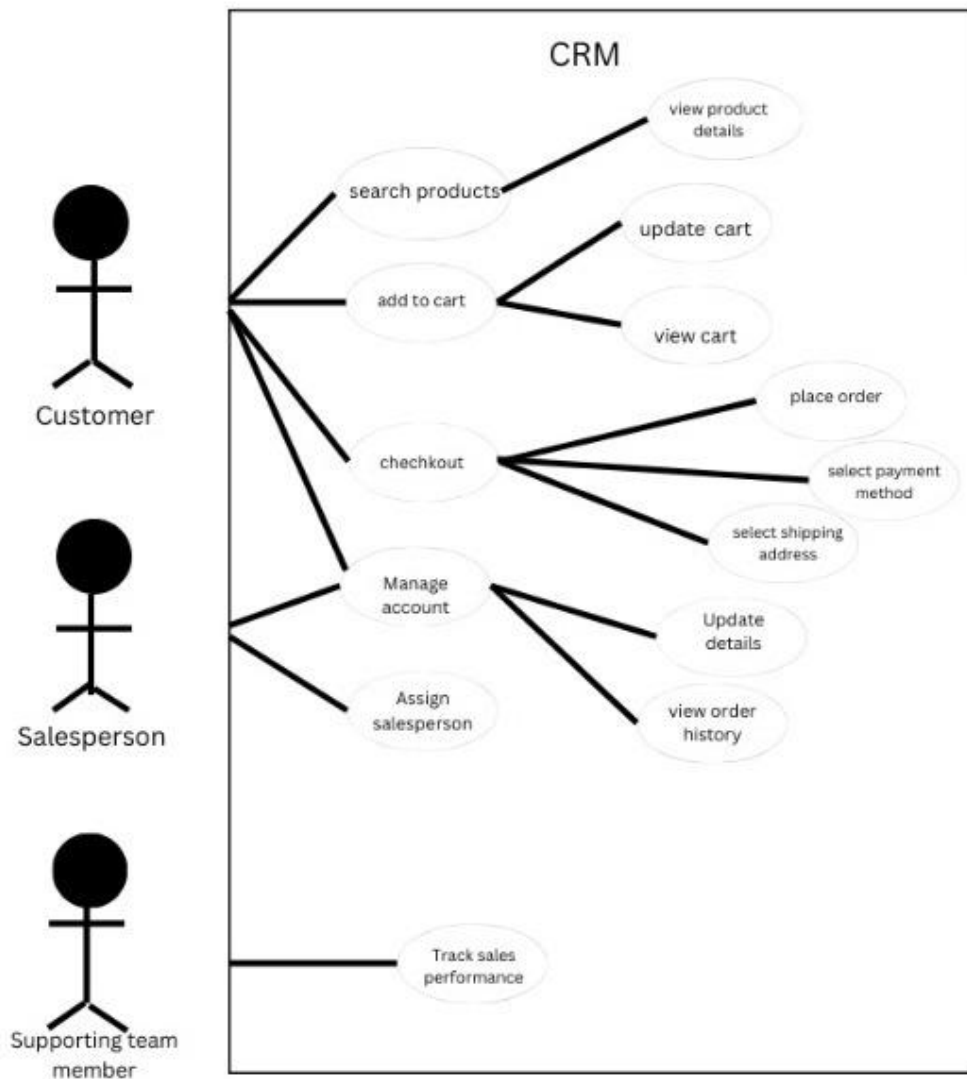 CRM
view product
details
search products
update cart
add to cart
view cart
Customer
place order
chechkout
select payment
method
select shipping
address
Manage
account
Update
details
Salesperson
Assign
salesperson
view order
history
Track sales
performance
Supporting team
member